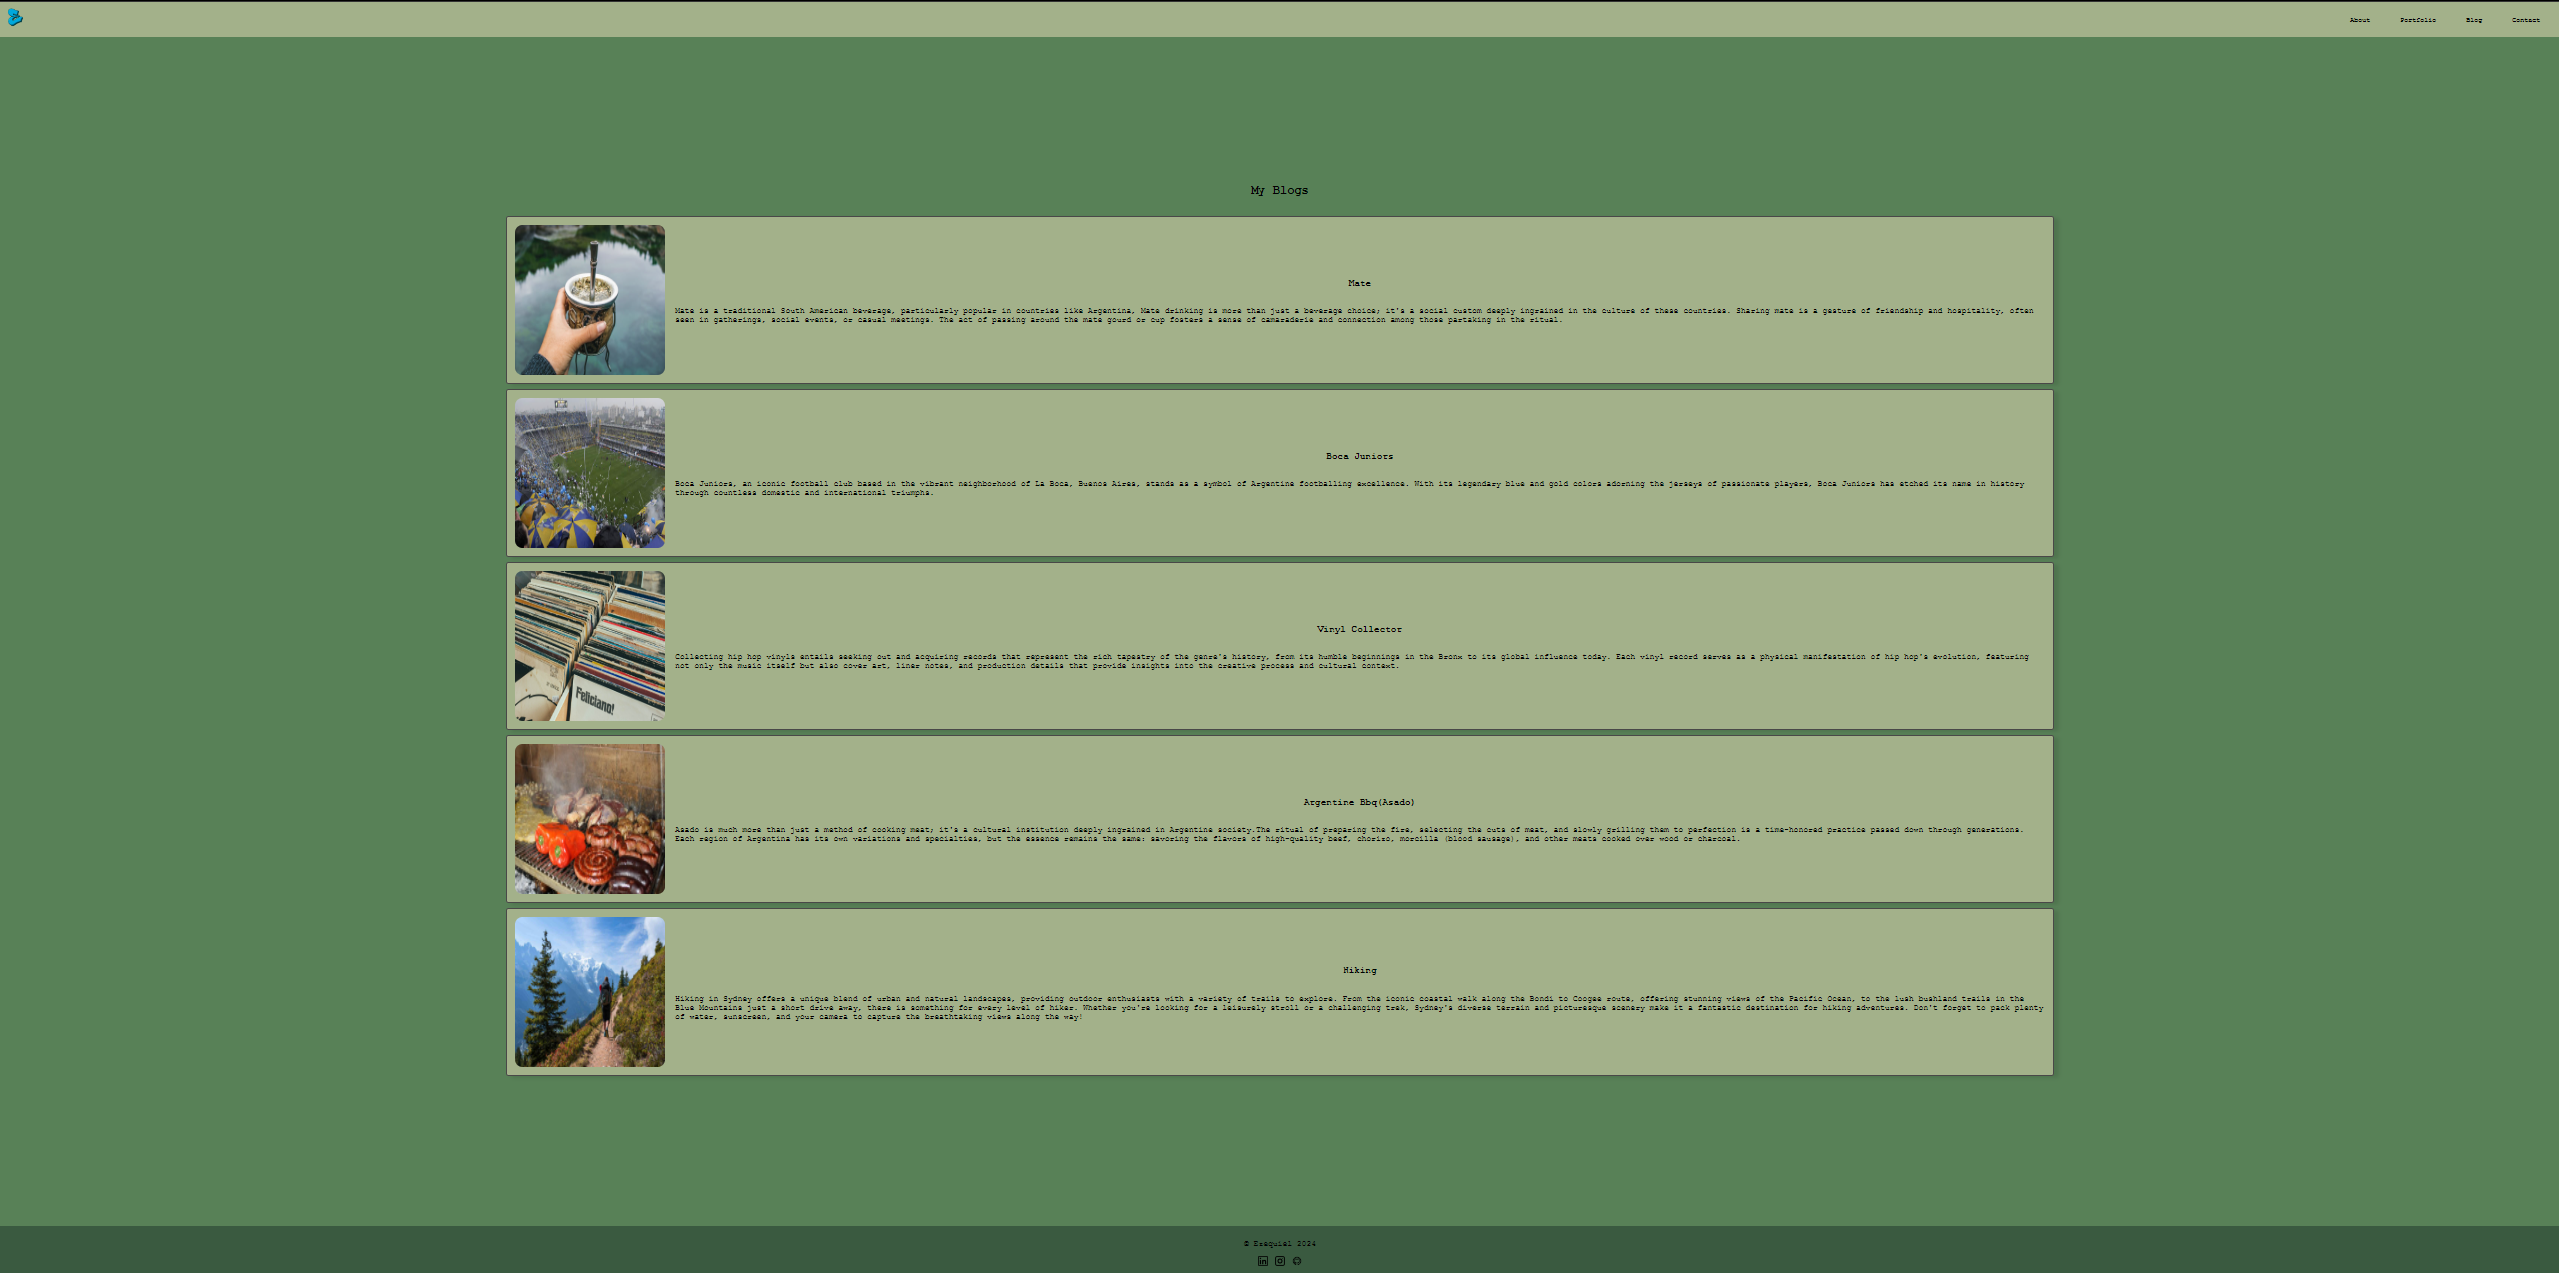 About Portfolio Blog Contact
My Blogs
Mate
Mate is a traditional South American beverage, particularly popular in countries like Argentina, Mate drinking is more than just a beverage choice; it's a social custom deeply ingrained in the culture of these countries. Sharing mate is a gesture of friendship and hospitality, often
seen in gatherings, social events, or casual meetings. The act of passing around the mate gourd or cup fosters a sense of camaraderie and connection among those partaking in the ritual.
Boca Juniors
Boca Juniors, an iconic football club based in the vibrant neighborhood of La Boca, Buenos Aires, stands as a symbol of Argentine footballing excellence. With its legendary blue and gold colors adorning the jerseys of passionate players, Boca Juniors has etched its name in history
through countless domestic and international triumphs.
Vinyl Collector
Collecting hip hop vinyls entails seeking out and acquiring records that represent the rich tapestry of the genre's history, from its humble beginnings in the Bronx to its global influence today. Each vinyl record serves as a physical manifestation of hip hop's evolution, featuring
not only the music itself but also cover art, liner notes, and production details that provide insights into the creative process and cultural context.
Feliciano!
Argentine Bbq(Asado)
Asado is much more than just a method of cooking meat; it's a cultural institution deeply ingrained in Argentine society.The ritual of preparing the fire, selecting the cuts of meat, and slowly grilling them to perfection is a time-honored practice passed down through generations.
Each region of Argentina has its own variations and specialties, but the essence remains the same: savoring the flavors of high-quality beef, chorizo, morcilla (blood sausage), and other meats cooked over wood or charcoal.
Hiking
Hiking in Sydney offers a unique blend of urban and natural landscapes, providing outdoor enthusiasts with a variety of trails to explore. From the iconic coastal walk along the Bondi to Coogee route, offering stunning views of the Pacific Ocean, to the lush bushland trails in the
Blue Mountains just a short drive away, there is something for every level of hiker. Whether you're looking for a leisurely stroll or a challenging trek, Sydney's diverse terrain and picturesque scenery make it a fantastic destination for hiking adventures. Don't forget to pack plenty
of water, sunscreen, and your camera to capture the breathtaking views along the way!
© Ezequiel 2024